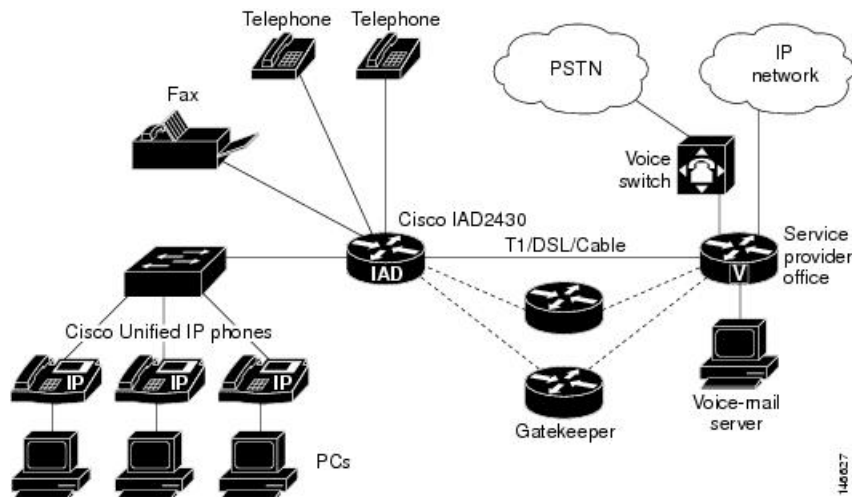 Telephone
Telephone
PSTN
IP
network
Fax
Voice
switch
Cisco IAD2430
T1/DSL/Cable
Service
provider
office
IAD
V
Cisco Unified IP phones
IP
IP
IP
Gatekeeper
Voice-mail
server
PCs
146627